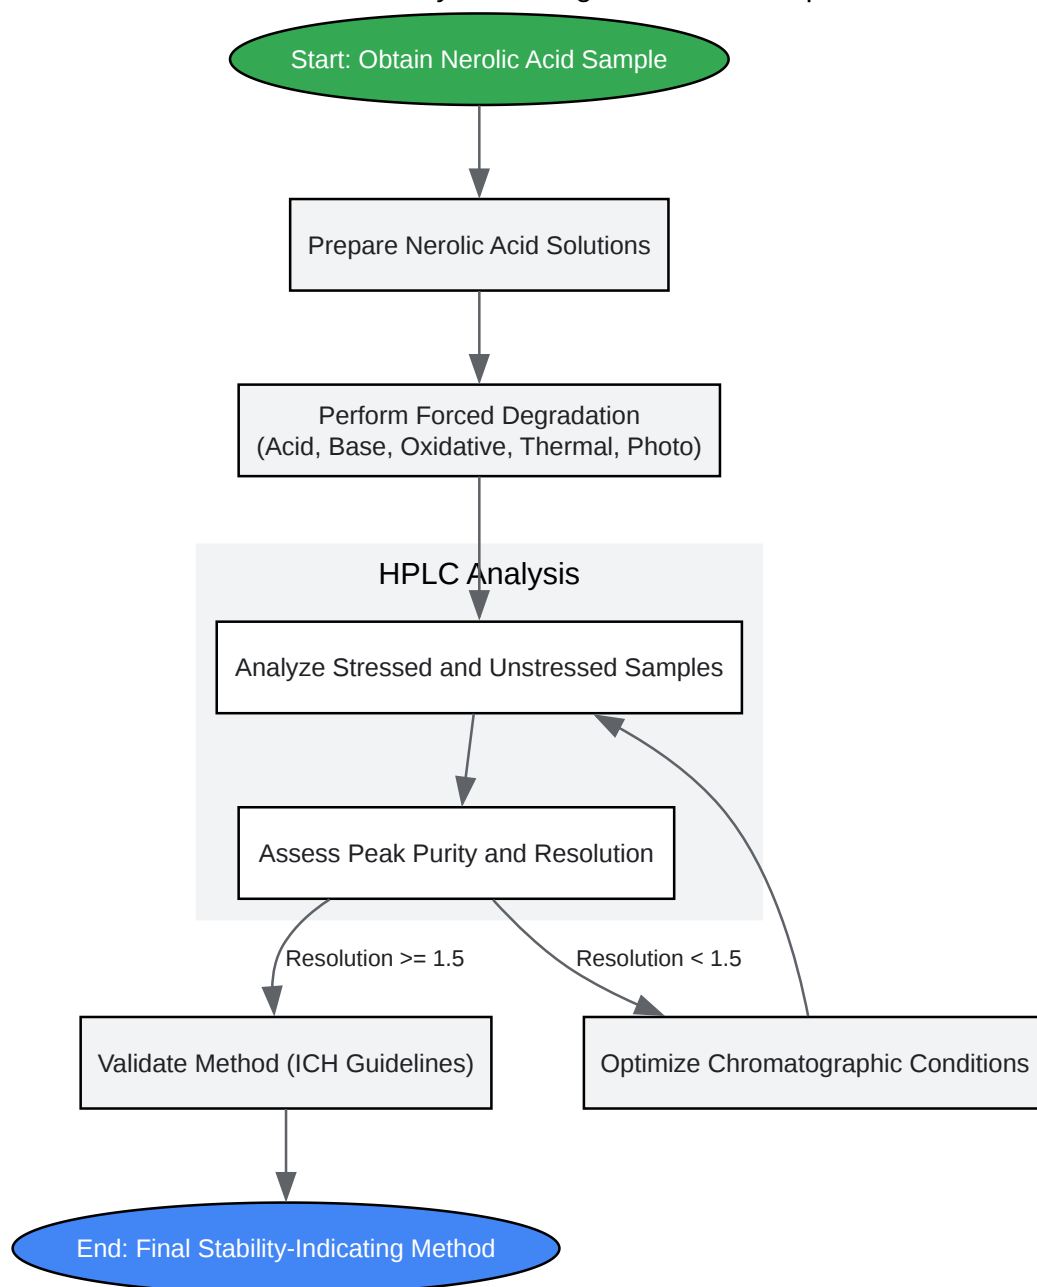 Start: Obtain Nerolic Acid Sample
Prepare Nerolic Acid Solutions
Perform Forced Degradation
(Acid, Base, Oxidative, Thermal, Photo)
HPLC Analysis
Analyze Stressed and Unstressed Samples
Assess Peak Purity and Resolution
Resolution >= 1.5
Resolution < 1.5
Validate Method (ICH Guidelines)
Optimize Chromatographic Conditions
End: Final Stability-Indicating Method